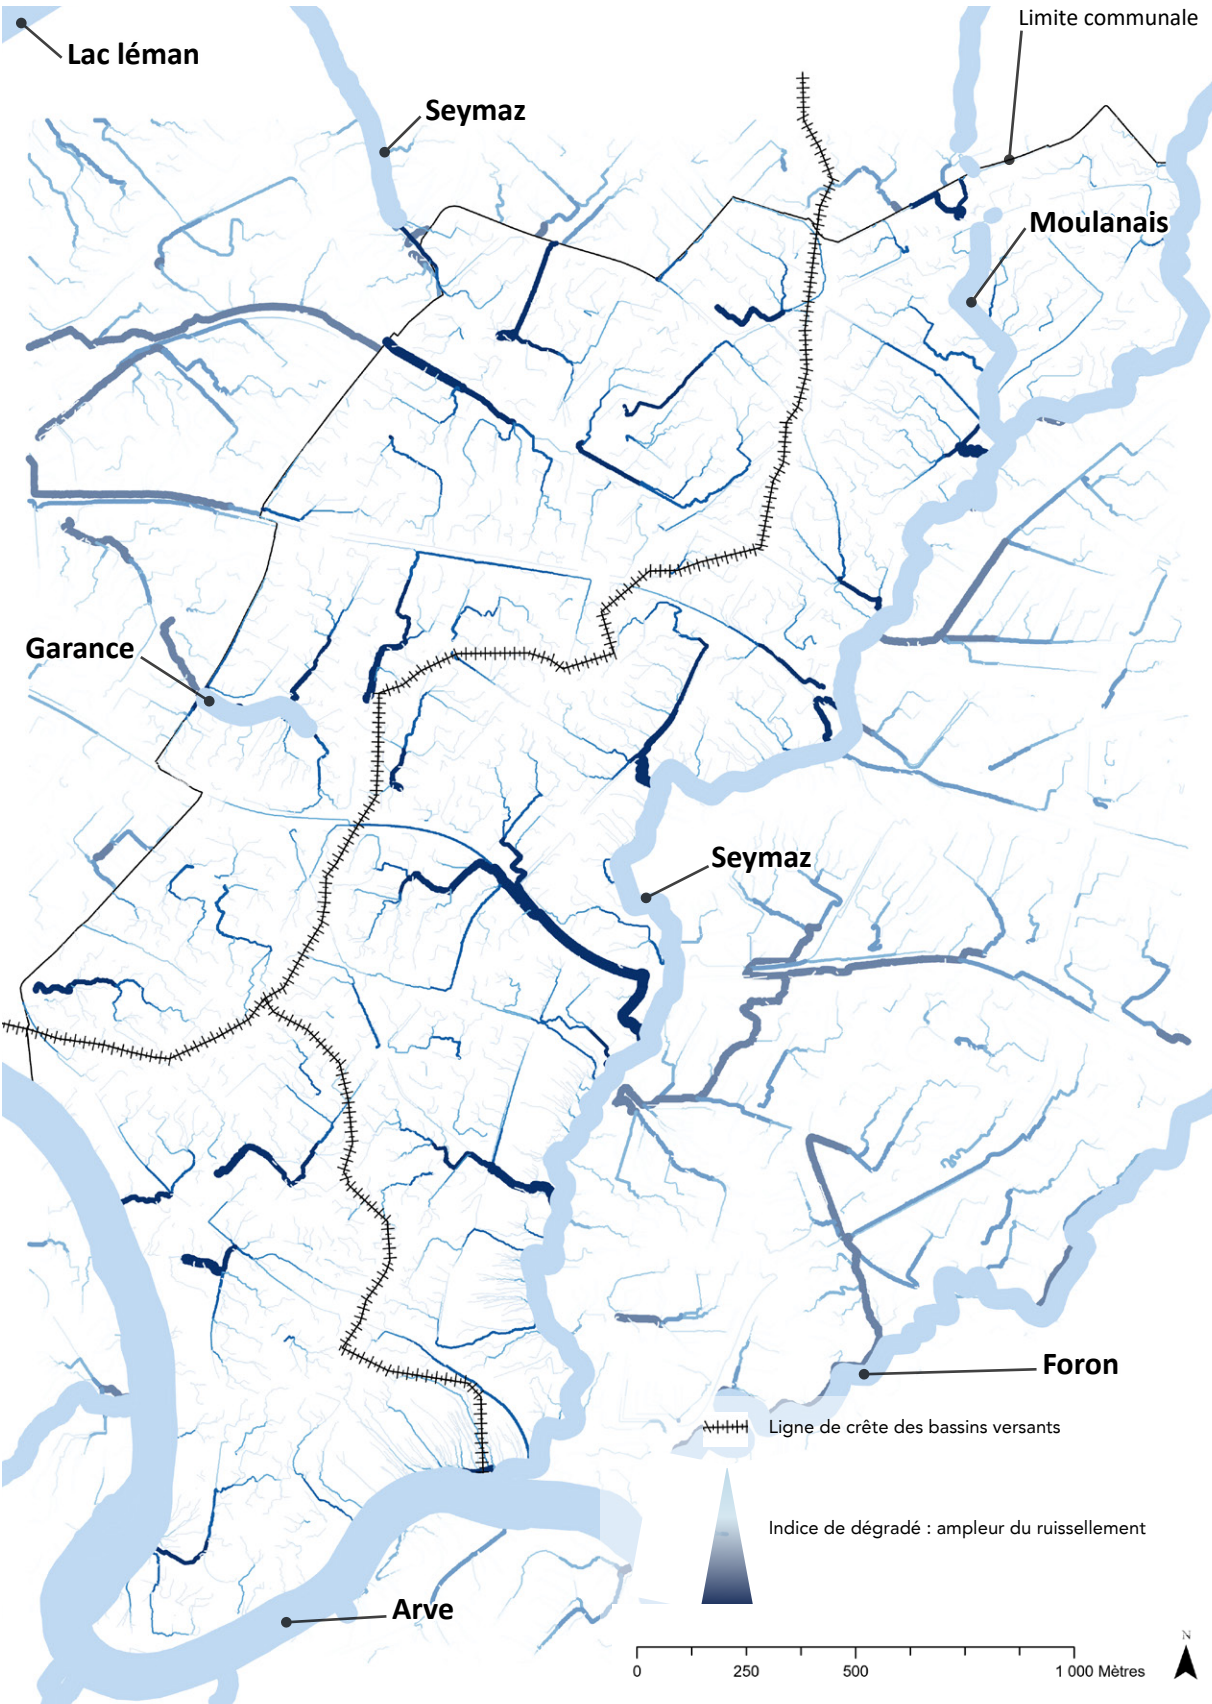 Limite communale
Lac léman
Seymaz
Moulanais
Garance
Seymaz
Foron
Ligne de crête des bassins versants
Indice de dégradé : ampleur du ruissellement
Arve
N
0 250 500 1 000 Mètres